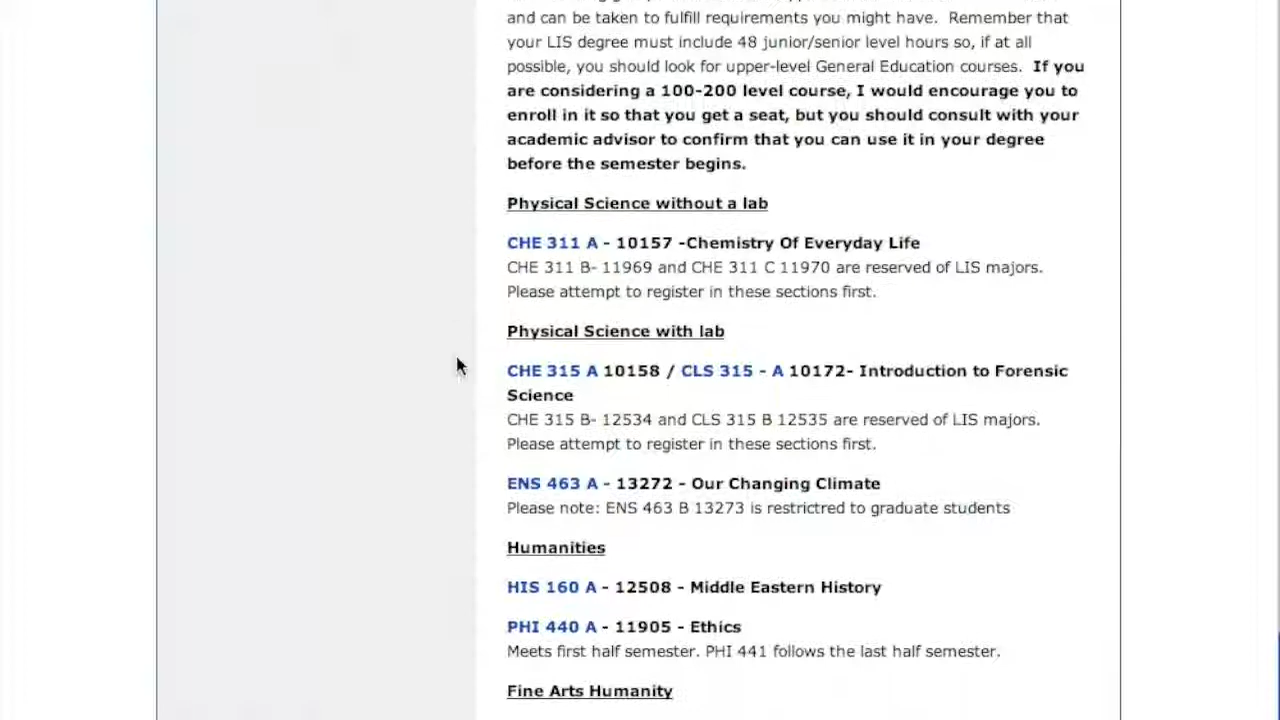 and can be taken to fulfill requirements you might have.  Remember that
your LIS degree must include 48 junior/senior level hours so, if at all
possible, you should look for upper-level General Education courses.  If you
are considering a 100-200 level course, I would encourage you to
enroll in it so that you get a seat, but you should consult with your
academic advisor to confirm that you can use it in your degree
before the semester begins.
Physical Science without a lab
CHE 311 A - 10157 -Chemistry Of Everyday Life
CHE 311 B- 11969 and CHE 311 C 11970 are reserved of LIS majors.
Please attempt to register in these sections first.
Physical Science with lab
CHE 315 A 10158 / CLS 315 - A 10172- Introduction to Forensic
Science
CHE 315 B- 12534 and CLS 315 B 12535 are reserved of LIS majors.
Please attempt to register in these sections first.
ENS 463 A - 13272 - Our Changing Climate
Please note: ENS 463 B 13273 is restrictred to graduate students
Humanities
HIS 160 A - 12508 - Middle Eastern History
PHI 440 A - 11905 - Ethics
Meets first half semester. PHI 441 follows the last half semester.
Fine Arts Humanity